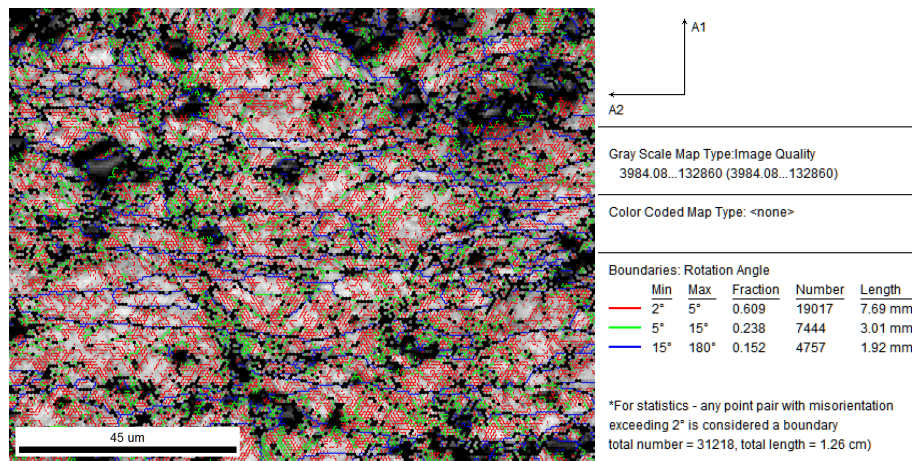 A1
A2
Gray Scale Map Type:Image Quality
3984.08...132860 (3984.08...132860)
Color Coded Map Type: <none>
Boundaries: Rotation Angle
Min Max Fraction Number Length
2° 5° 0.609 19017 7.69 mm
5° 15° 0.238 7444 3.01 mm
15° 180° 0.152 4757 1.92 mm
*For statistics - any point pair with misorientation
exceeding 2° is considered a boundary
total number = 31218, total length = 1.26 cm)
45 um